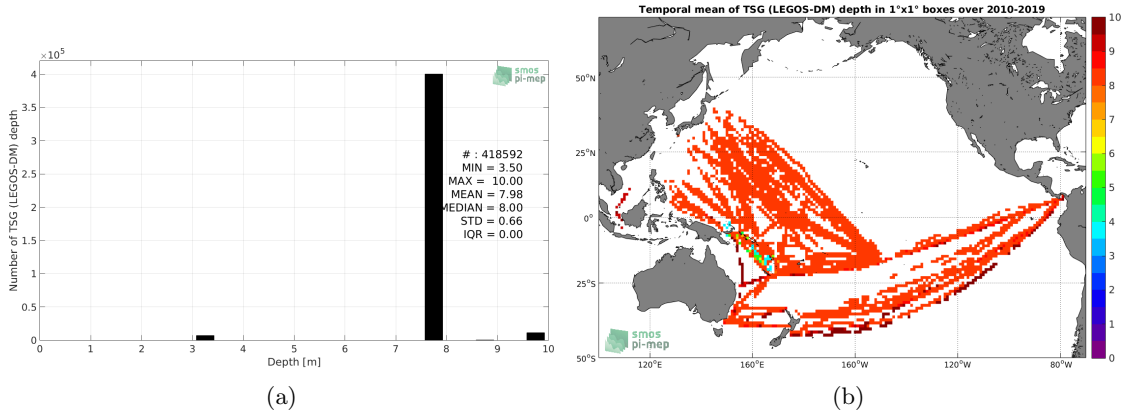 ×10⁵
4
3.5
3
2.5
2
1.5
1
0.5
0
Number of TSG (LEGOS-DM) depth
smos
pi-mep
# : 418592
MIN = 3.50
MAX = 10.00
MEAN = 7.98
MEDIAN = 8.00
STD = 0.66
IQR = 0.00
0 1 2 3 4 5 6 7 8 9 10
Depth [m]
(a)
Temporal mean of TSG (LEGOS-DM) depth in 1°x1° boxes over 2010-2019
50°N
25°N
0°
25°S
50°S
120°E 160°E 160°W 120°W 80°W
smos
pi-mep
10
9
8
7
6
5
4
3
2
1
0
(b)